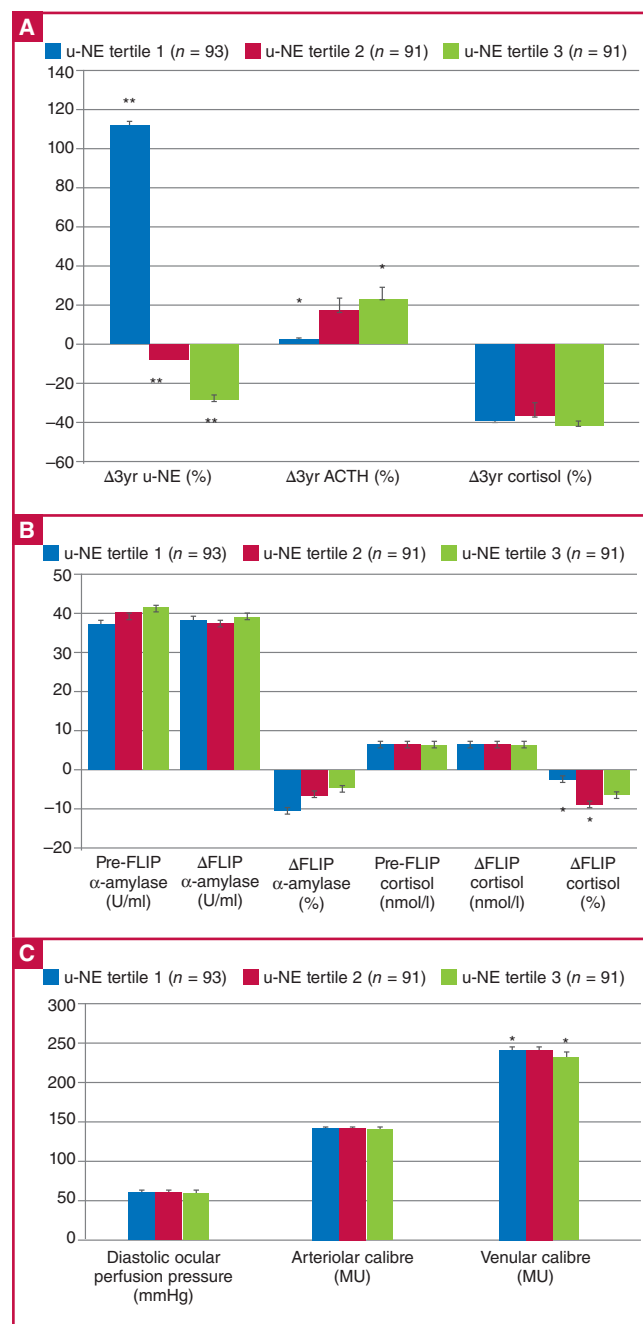 A
u-NE tertile 1 (n = 93) u-NE tertile 2 (n = 91) u-NE tertile 3 (n = 91)
140
120
100
80
60
40
20
0
−20
−40
−60
**
**
**
*
*
Δ3yr u-NE (%) Δ3yr ACTH (%) Δ3yr cortisol (%)
B
u-NE tertile 1 (n = 93) u-NE tertile 2 (n = 91) u-NE tertile 3 (n = 91)
50
40
30
20
10
0
−10
−20
*
*
Pre-FLIP ΔFLIP ΔFLIP Pre-FLIP ΔFLIP ΔFLIP
α-amylase α-amylase α-amylase cortisol cortisol cortisol
(U/ml) (U/ml) (%) (nmol/l) (nmol/l) (%)
C
u-NE tertile 1 (n = 93) u-NE tertile 2 (n = 91) u-NE tertile 3 (n = 91)
300
250
200
150
100
50
0
* *
Diastolic ocular Arteriolar calibre Venular calibre
perfusion pressure (MU) (MU)
(mmHg)